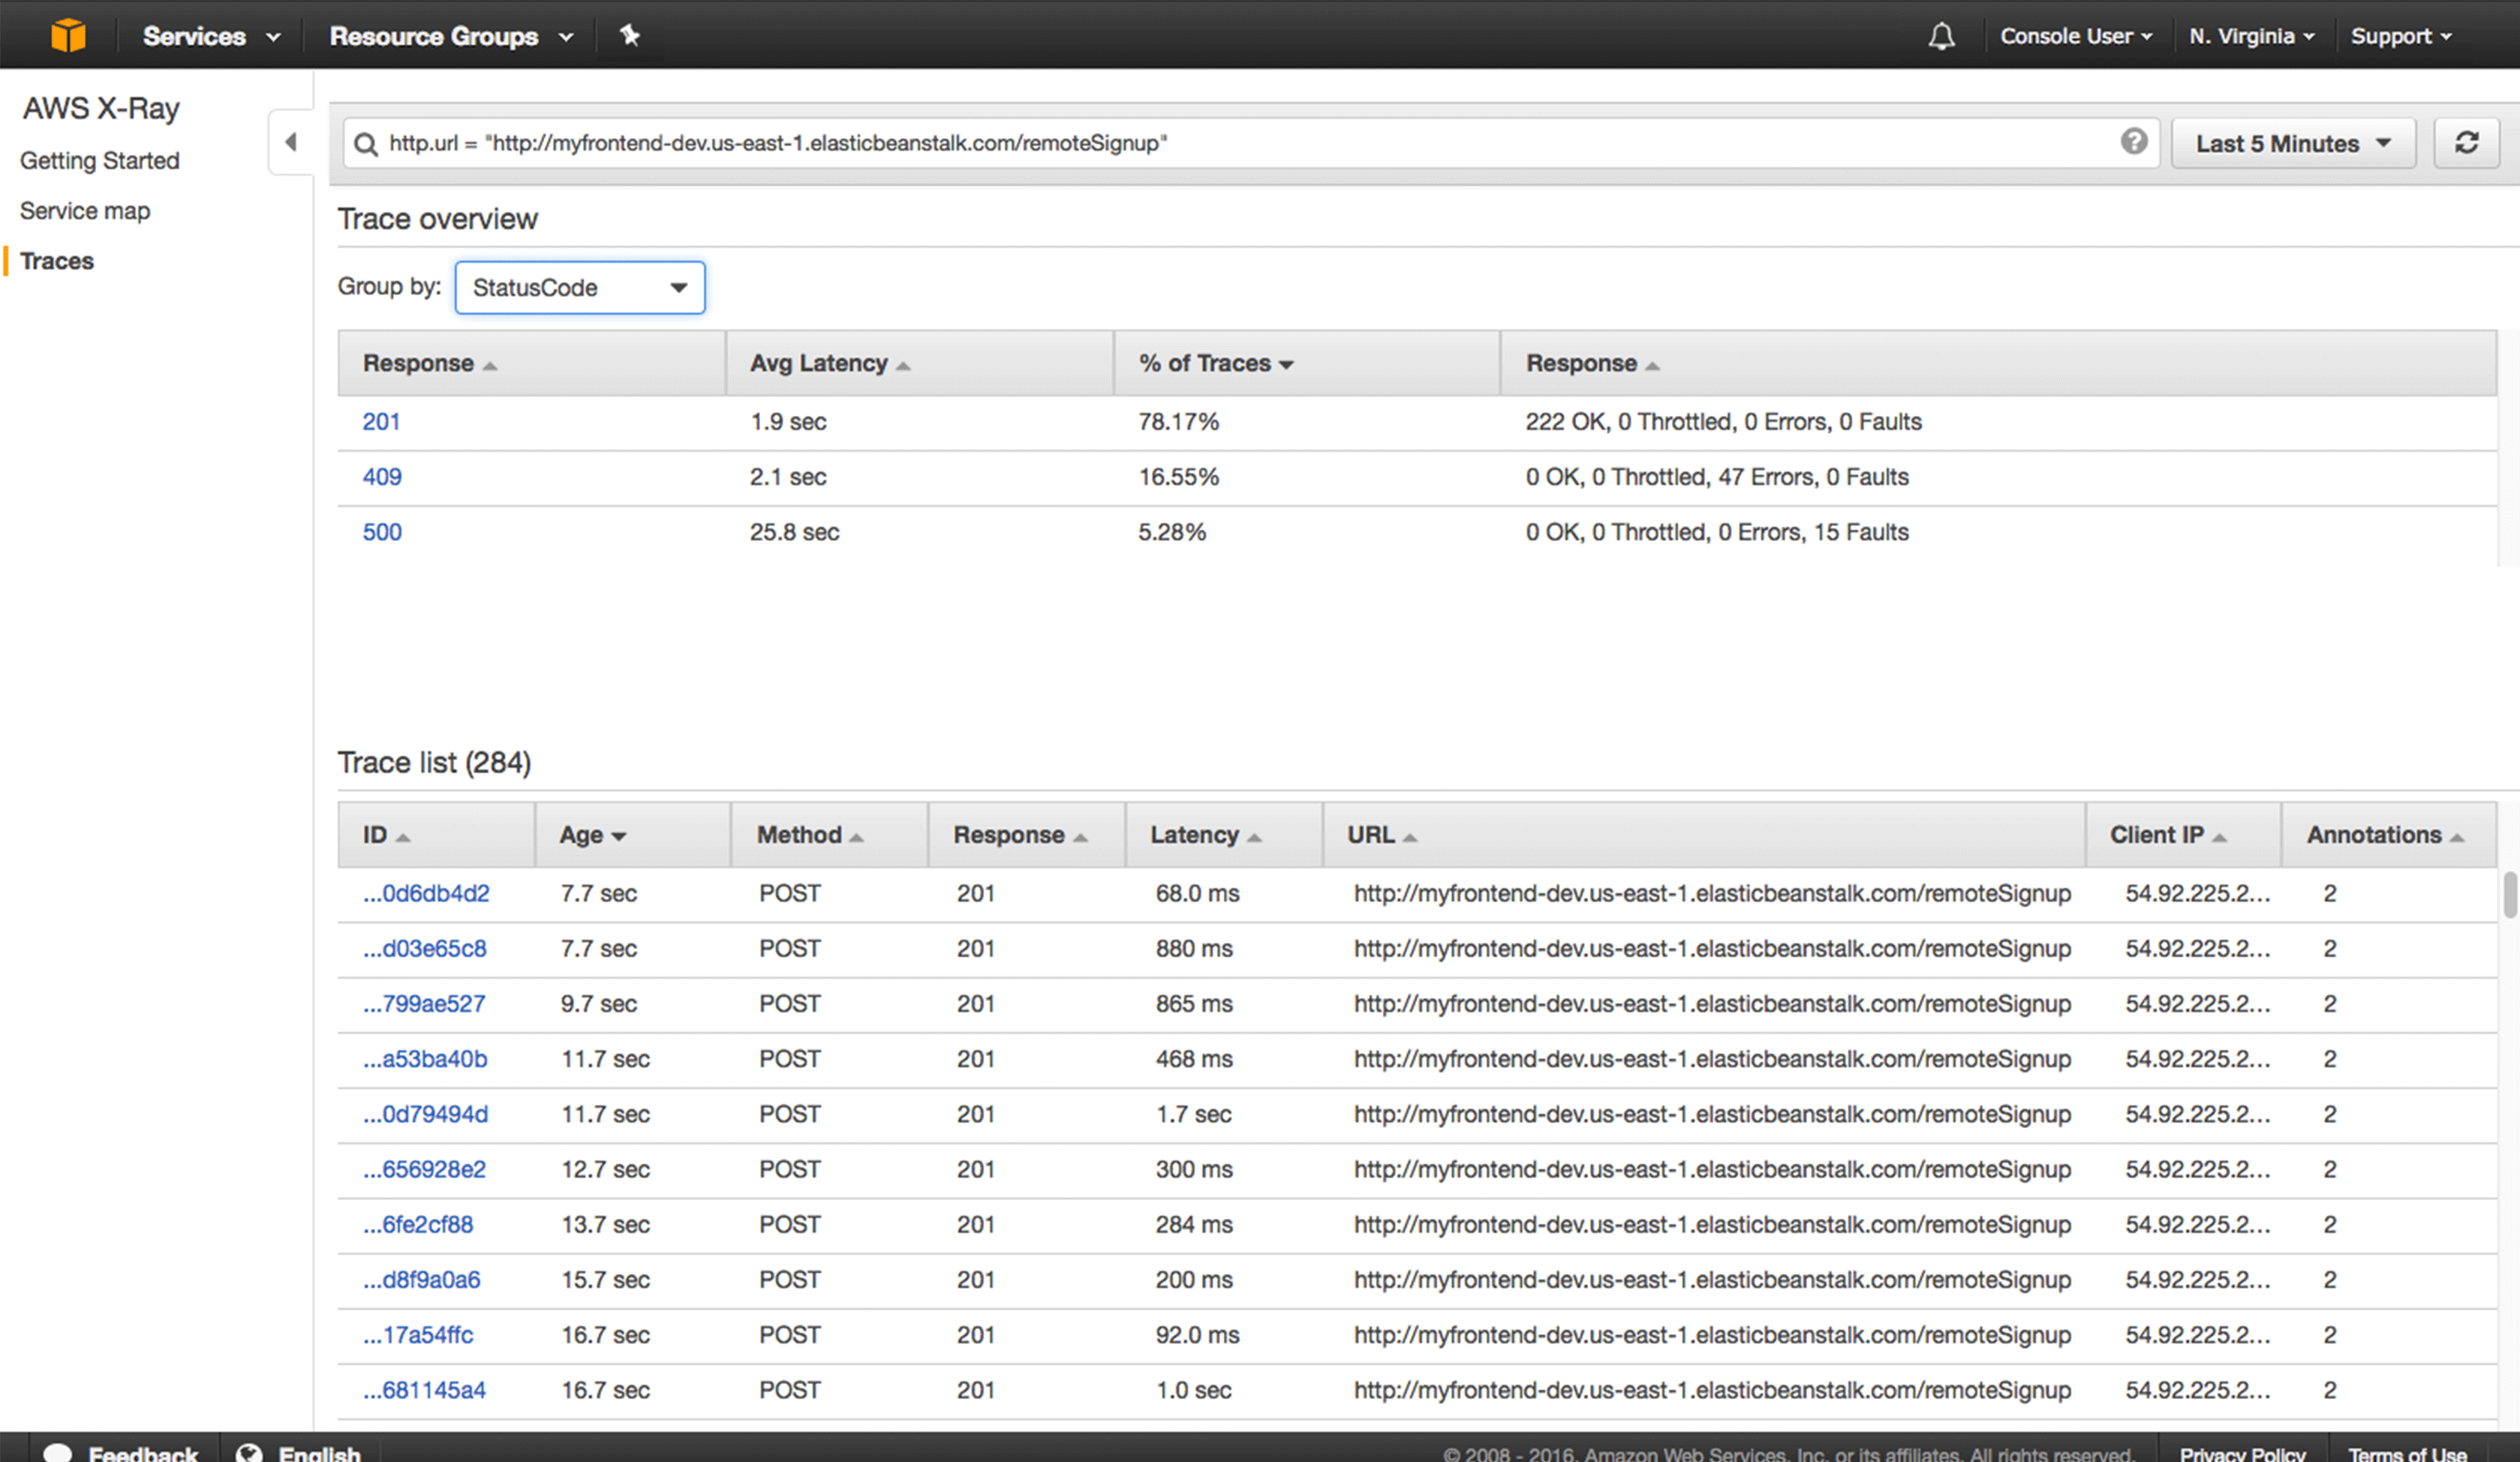 Services Resource Groups Console User N. Virginia Support
AWS X-Ray
Getting Started
Service map
Traces
http.url = "http://myfrontend-dev.us-east-1.elasticbeanstalk.com/remoteSignup" ? Last 5 Minutes
Trace overview
Group by: StatusCode
Response Avg Latency % of Traces Response
201 1.9 sec 78.17% 222 OK, 0 Throttled, 0 Errors, 0 Faults
409 2.1 sec 16.55% 0 OK, 0 Throttled, 47 Errors, 0 Faults
500 25.8 sec 5.28% 0 OK, 0 Throttled, 0 Errors, 15 Faults
Trace list (284)
ID Age Method Response Latency URL Client IP Annotations
...0d6db4d2 7.7 sec POST 201 68.0 ms http://myfrontend-dev.us-east-1.elasticbeanstalk.com/remoteSignup 54.92.225.2... 2
...d03e65c8 7.7 sec POST 201 880 ms http://myfrontend-dev.us-east-1.elasticbeanstalk.com/remoteSignup 54.92.225.2... 2
...799ae527 9.7 sec POST 201 865 ms http://myfrontend-dev.us-east-1.elasticbeanstalk.com/remoteSignup 54.92.225.2... 2
...a53ba40b 11.7 sec POST 201 468 ms http://myfrontend-dev.us-east-1.elasticbeanstalk.com/remoteSignup 54.92.225.2... 2
...0d79494d 11.7 sec POST 201 1.7 sec http://myfrontend-dev.us-east-1.elasticbeanstalk.com/remoteSignup 54.92.225.2... 2
...656928e2 12.7 sec POST 201 300 ms http://myfrontend-dev.us-east-1.elasticbeanstalk.com/remoteSignup 54.92.225.2... 2
...6fe2cf88 13.7 sec POST 201 284 ms http://myfrontend-dev.us-east-1.elasticbeanstalk.com/remoteSignup 54.92.225.2... 2
...d8f9a0a6 15.7 sec POST 201 200 ms http://myfrontend-dev.us-east-1.elasticbeanstalk.com/remoteSignup 54.92.225.2... 2
...17a54ffc 16.7 sec POST 201 92.0 ms http://myfrontend-dev.us-east-1.elasticbeanstalk.com/remoteSignup 54.92.225.2... 2
...681145a4 16.7 sec POST 201 1.0 sec http://myfrontend-dev.us-east-1.elasticbeanstalk.com/remoteSignup 54.92.225.2... 2
Feedback English © 2008 - 2016, Amazon Web Services, Inc. or its affiliates. All rights reserved. Privacy Policy Terms of Use